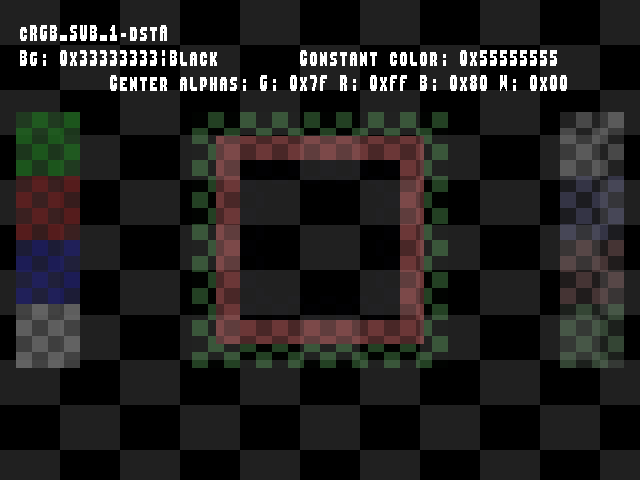 cRGB_SUB_1-dstA
Bg: 0x33333333;Black Constant color: 0x55555555
Center alphas: G: 0x7F R: 0xFF B: 0x80 W: 0x00